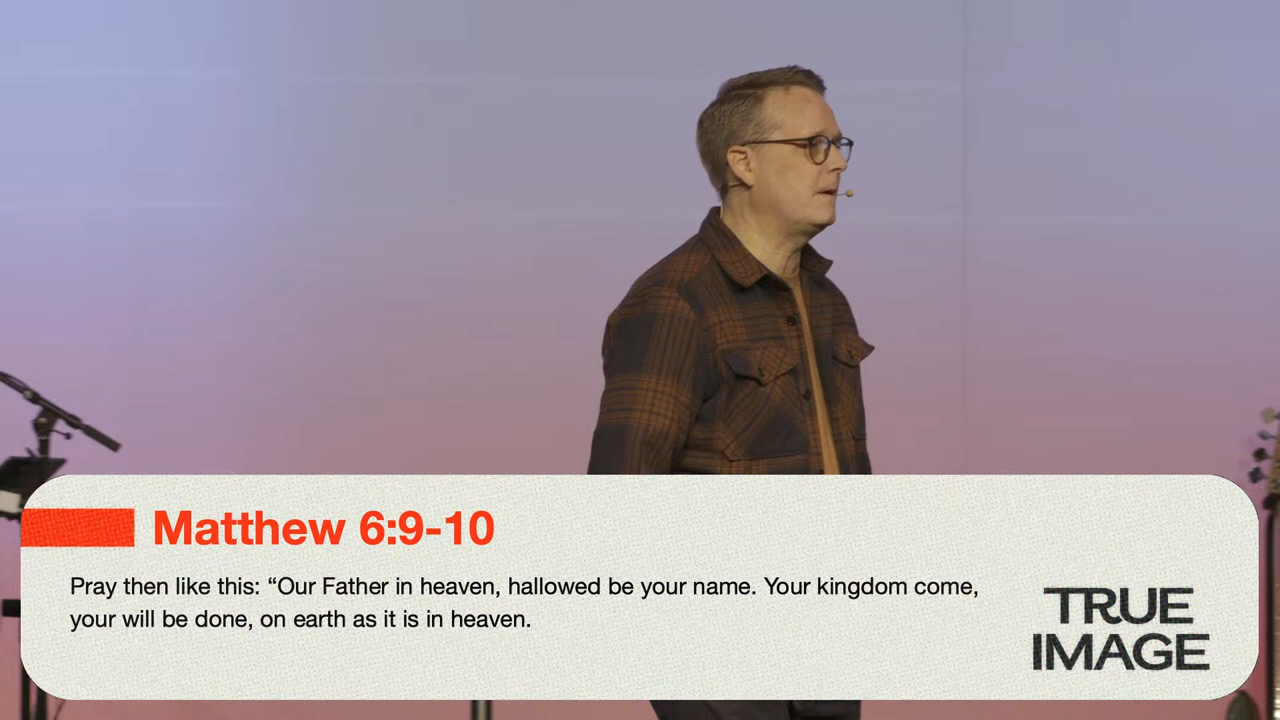 Matthew 6:9-10
Pray then like this: “Our Father in heaven, hallowed be your name. Your kingdom come,
your will be done, on earth as it is in heaven.
TRUE
IMAGE